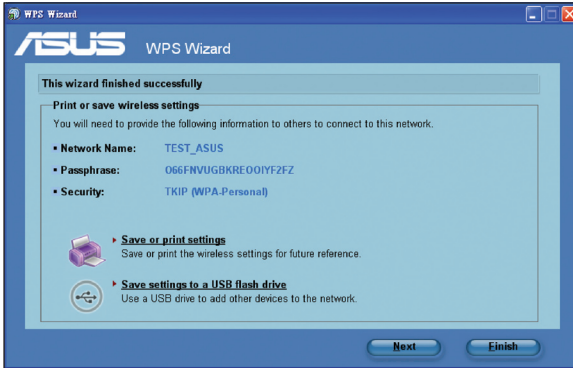 WPS Wizard
ASUS WPS Wizard
This wizard finished successfully
Print or save wireless settings
You will need to provide the following information to others to connect to this network.
Network Name: TEST_ASUS
Passphrase: O66FNVUGBKREOOIYF2FZ
Security: TKIP (WPA-Personal)
Save or print settings
Save or print the wireless settings for future reference.
Save settings to a USB flash drive
Use a USB drive to add other devices to the network.
Next Finish